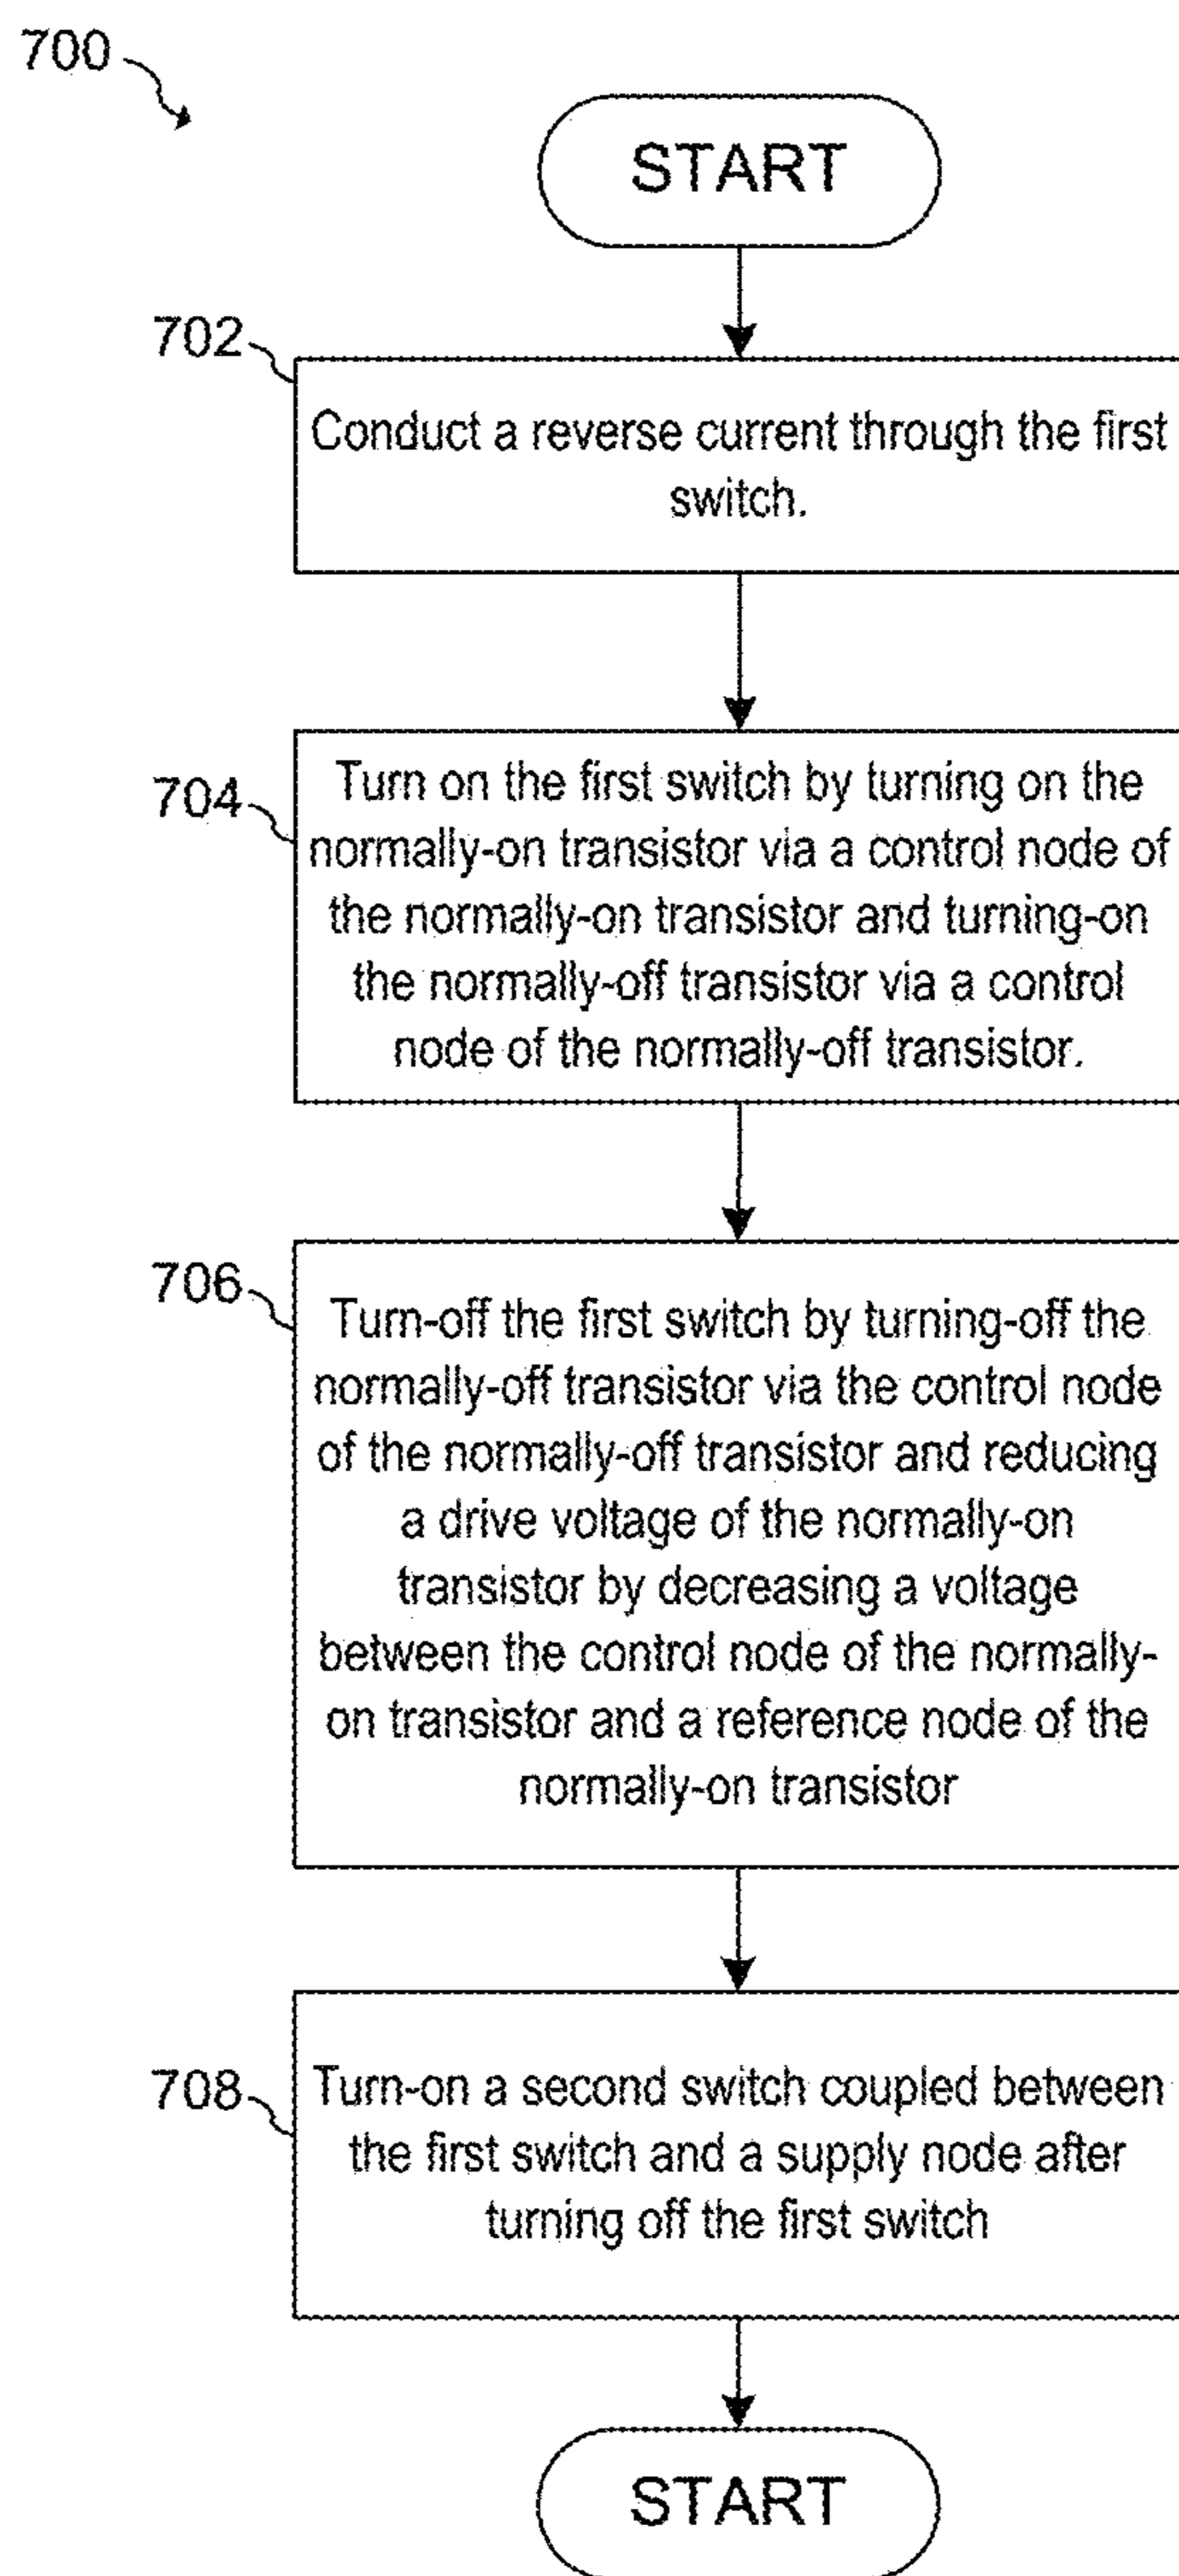 700
START
702
Conduct a reverse current through the first
switch.
704
Turn on the first switch by turning on the
normally-on transistor via a control node of
the normally-on transistor and turning-on
the normally-off transistor via a control
node of the normally-off transistor.
706
Turn-off the first switch by turning-off the
normally-off transistor via the control node
of the normally-off transistor and reducing
a drive voltage of the normally-on
transistor by decreasing a voltage
between the control node of the normally-
on transistor and a reference node of the
normally-on transistor
708
Turn-on a second switch coupled between
the first switch and a supply node after
turning off the first switch
START